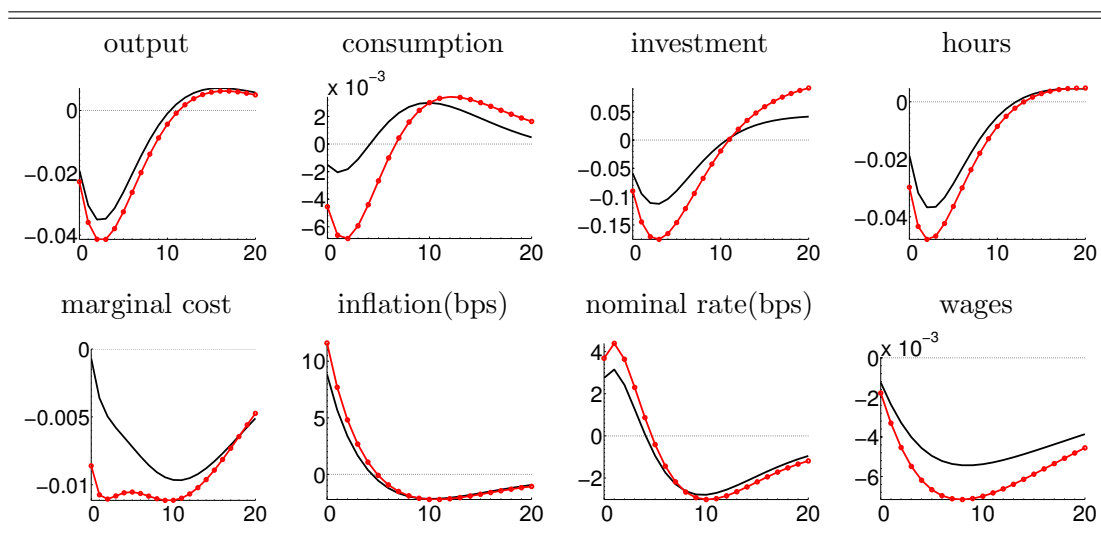 output consumption investment hours
x 10⁻³
0
−0.02
−0.04
0 10 20
2
0
−2
−4
−6
0 10 20
0.05
0
−0.05
−0.1
−0.15
0 10 20
0
−0.02
−0.04
0 10 20
marginal cost inflation(bps) nominal rate(bps) wages
0
−0.005
−0.01
0 10 20
10
5
0
0 10 20
4
2
0
−2
0 10 20
x 10⁻³
0
−2
−4
−6
0 10 20